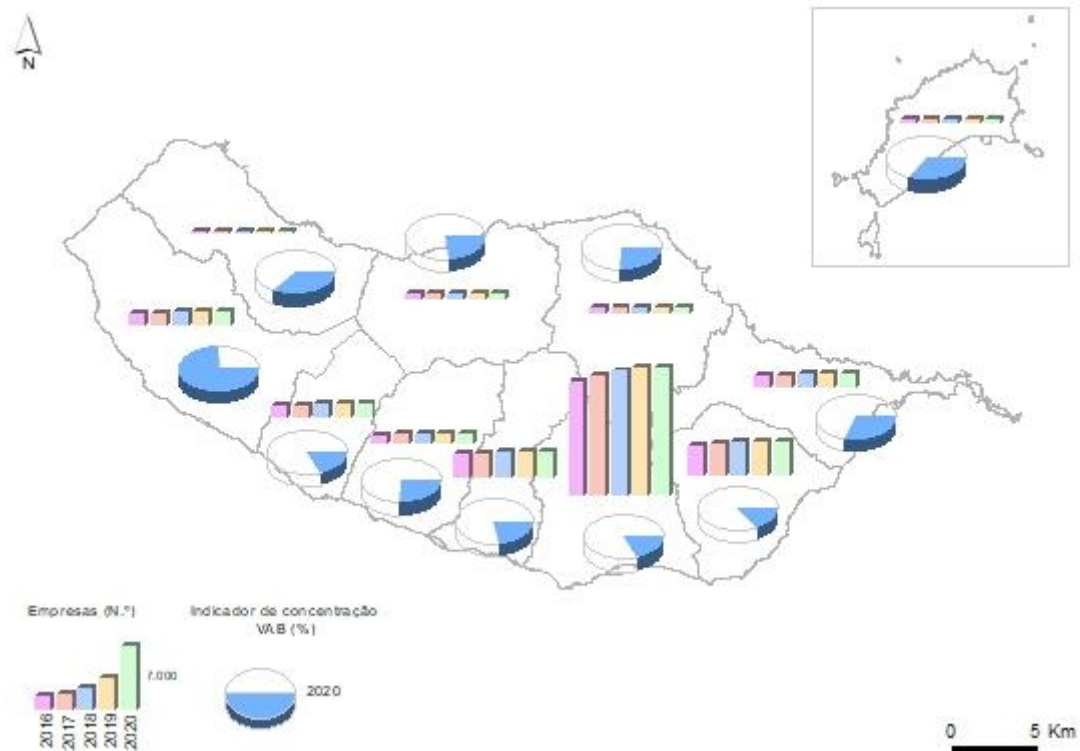 N
Empresas (N.º)
7.000
2016
2017
2018
2019
2020
Indicador de concentração
VAB (%)
2020
0 5 Km